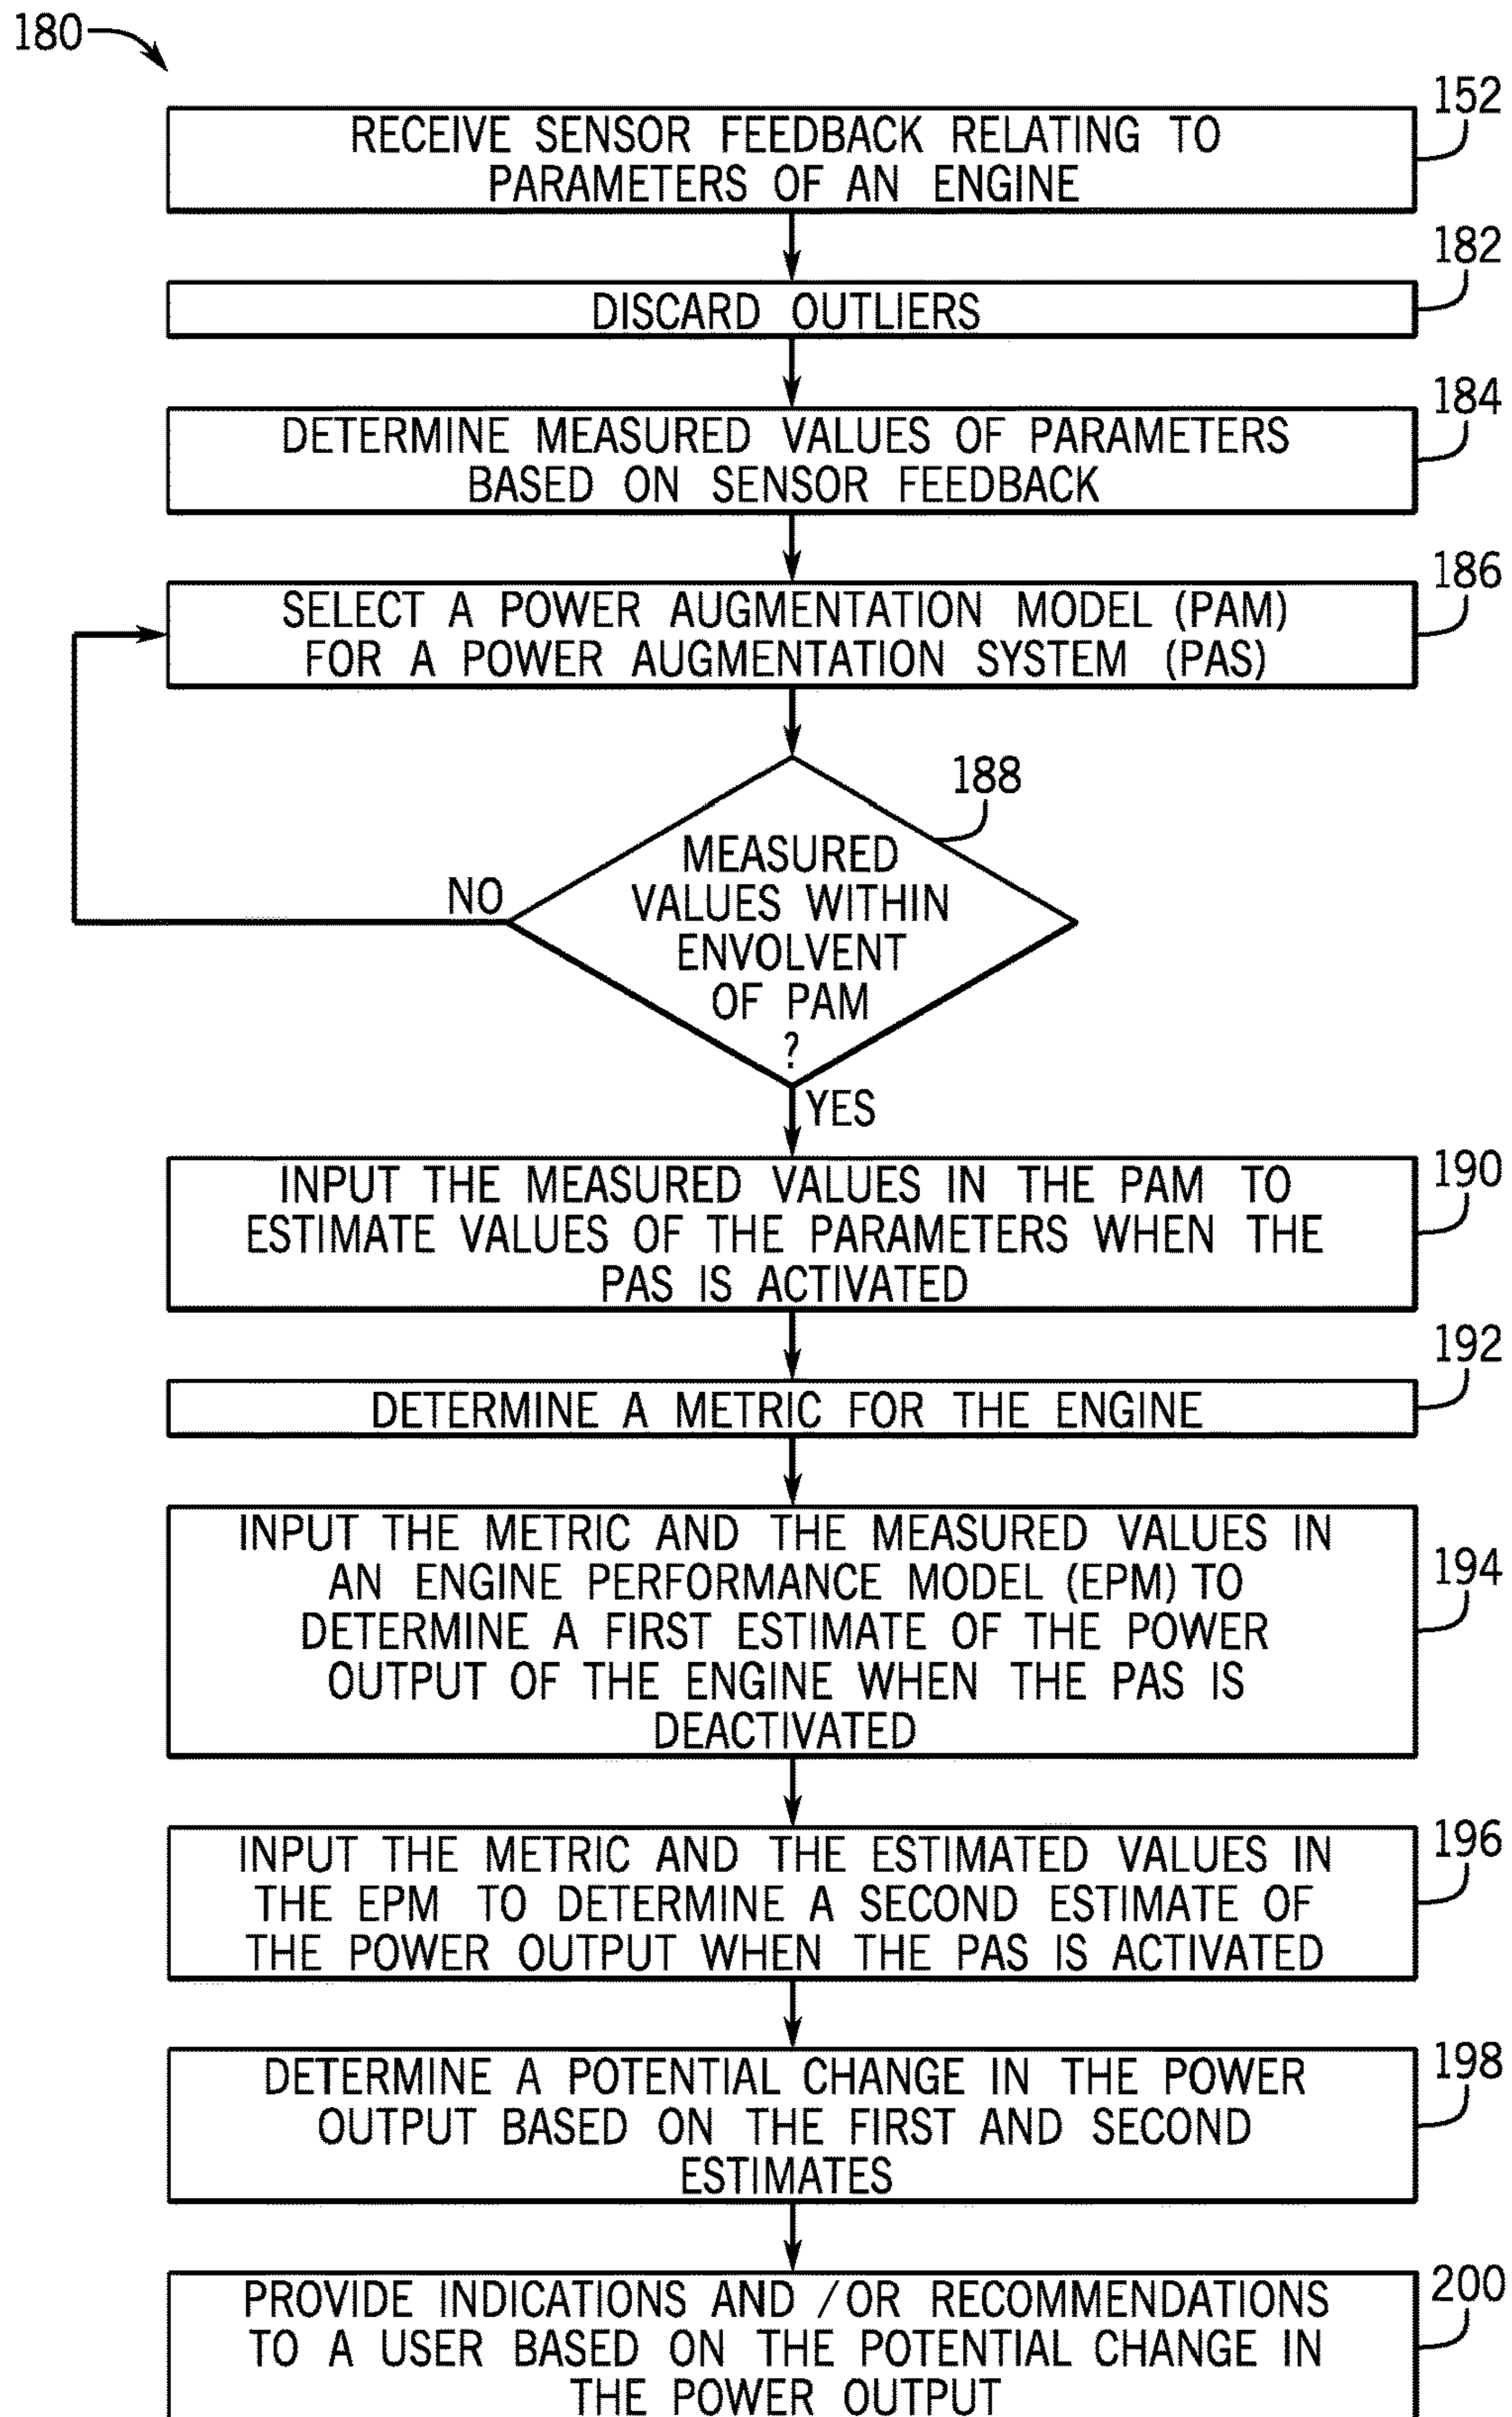 180
152
RECEIVE SENSOR FEEDBACK RELATING TO
PARAMETERS OF AN ENGINE
182
DISCARD OUTLIERS
184
DETERMINE MEASURED VALUES OF PARAMETERS
BASED ON SENSOR FEEDBACK
186
SELECT A POWER AUGMENTATION MODEL (PAM)
FOR A POWER AUGMENTATION SYSTEM (PAS)
188
MEASURED
VALUES WITHIN
ENVOLVENT
OF PAM
?
NO
YES
190
INPUT THE MEASURED VALUES IN THE PAM TO
ESTIMATE VALUES OF THE PARAMETERS WHEN THE
PAS IS ACTIVATED
192
DETERMINE A METRIC FOR THE ENGINE
194
INPUT THE METRIC AND THE MEASURED VALUES IN
AN ENGINE PERFORMANCE MODEL (EPM) TO
DETERMINE A FIRST ESTIMATE OF THE POWER
OUTPUT OF THE ENGINE WHEN THE PAS IS
DEACTIVATED
196
INPUT THE METRIC AND THE ESTIMATED VALUES IN
THE EPM TO DETERMINE A SECOND ESTIMATE OF
THE POWER OUTPUT WHEN THE PAS IS ACTIVATED
198
DETERMINE A POTENTIAL CHANGE IN THE POWER
OUTPUT BASED ON THE FIRST AND SECOND
ESTIMATES
200
PROVIDE INDICATIONS AND /OR RECOMMENDATIONS
TO A USER BASED ON THE POTENTIAL CHANGE IN
THE POWER OUTPUT